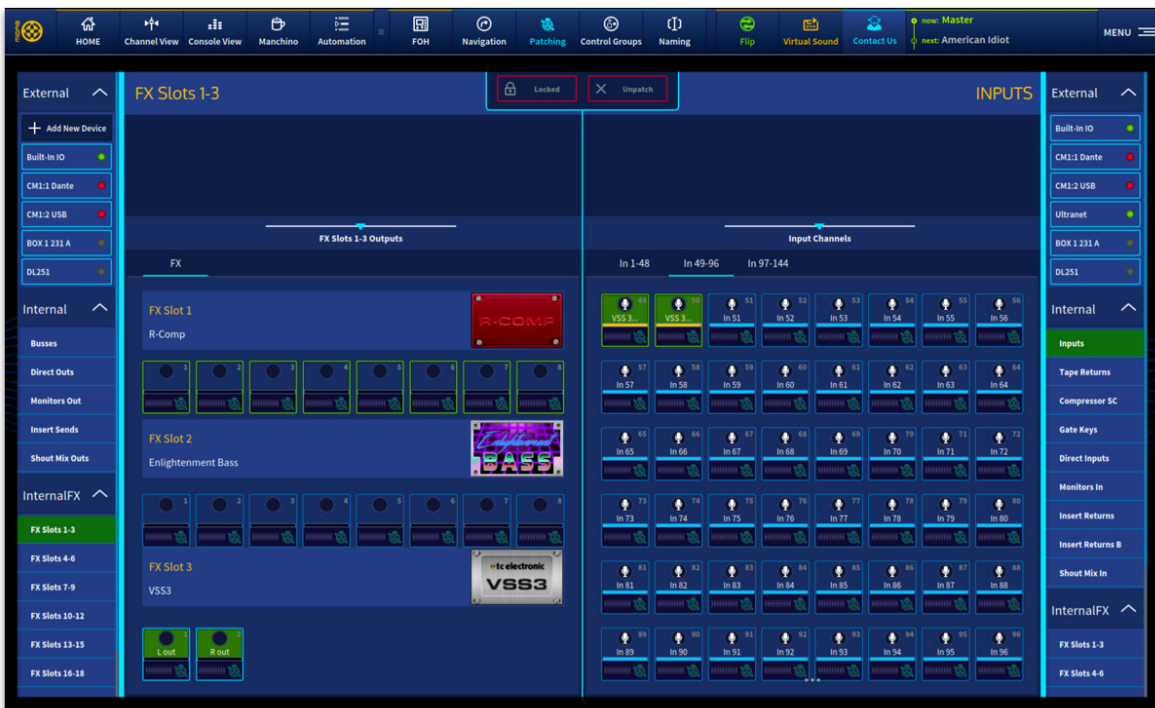 HOME
Channel View
Console View
Manchino
Automation
FOH
Navigation
Patching
Control Groups
Naming
Flip
Virtual Sound
Contact Us
now: Master
next: American Idiot
MENU
External
Add New Device
Built-In IO
CM1:1 Dante
CM1:2 USB
BOX 1 231 A
DL251
Internal
Busses
Direct Outs
Monitors Out
Insert Sends
Shout Mix Outs
InternalFX
FX Slots 1-3
FX Slots 4-6
FX Slots 7-9
FX Slots 10-12
FX Slots 13-15
FX Slots 16-18
FX Slots 1-3
Locked
Unpatch
INPUTS
FX Slots 1-3 Outputs
FX
FX Slot 1
R-Comp
R-COMP
1 2 3 4 5 6 7 8
FX Slot 2
Enlightenment Bass
Enlightenment
BASS
1 2 3 4 5 6 7 8
FX Slot 3
VSS3
tc electronic
VSS3
1 2
L out R out
Input Channels
In 1-48 In 49-96 In 97-144
49 50 51 52 53 54 55 56
VSS 3... VSS 3... In 51 In 52 In 53 In 54 In 55 In 56
57 58 59 60 61 62 63 64
In 57 In 58 In 59 In 60 In 61 In 62 In 63 In 64
65 66 67 68 69 70 71 72
In 65 In 66 In 67 In 68 In 69 In 70 In 71 In 72
73 74 75 76 77 78 79 80
In 73 In 74 In 75 In 76 In 77 In 78 In 79 In 80
81 82 83 84 85 86 87 88
In 81 In 82 In 83 In 84 In 85 In 86 In 87 In 88
89 90 91 92 93 94 95 96
In 89 In 90 In 91 In 92 In 93 In 94 In 95 In 96
External
Built-In IO
CM1:1 Dante
CM1:2 USB
Ultranet
BOX 1 231 A
DL251
Internal
Inputs
Tape Returns
Compressor SC
Gate Keys
Direct Inputs
Monitors In
Insert Returns
Insert Returns B
Shout Mix In
InternalFX
FX Slots 1-3
FX Slots 4-6